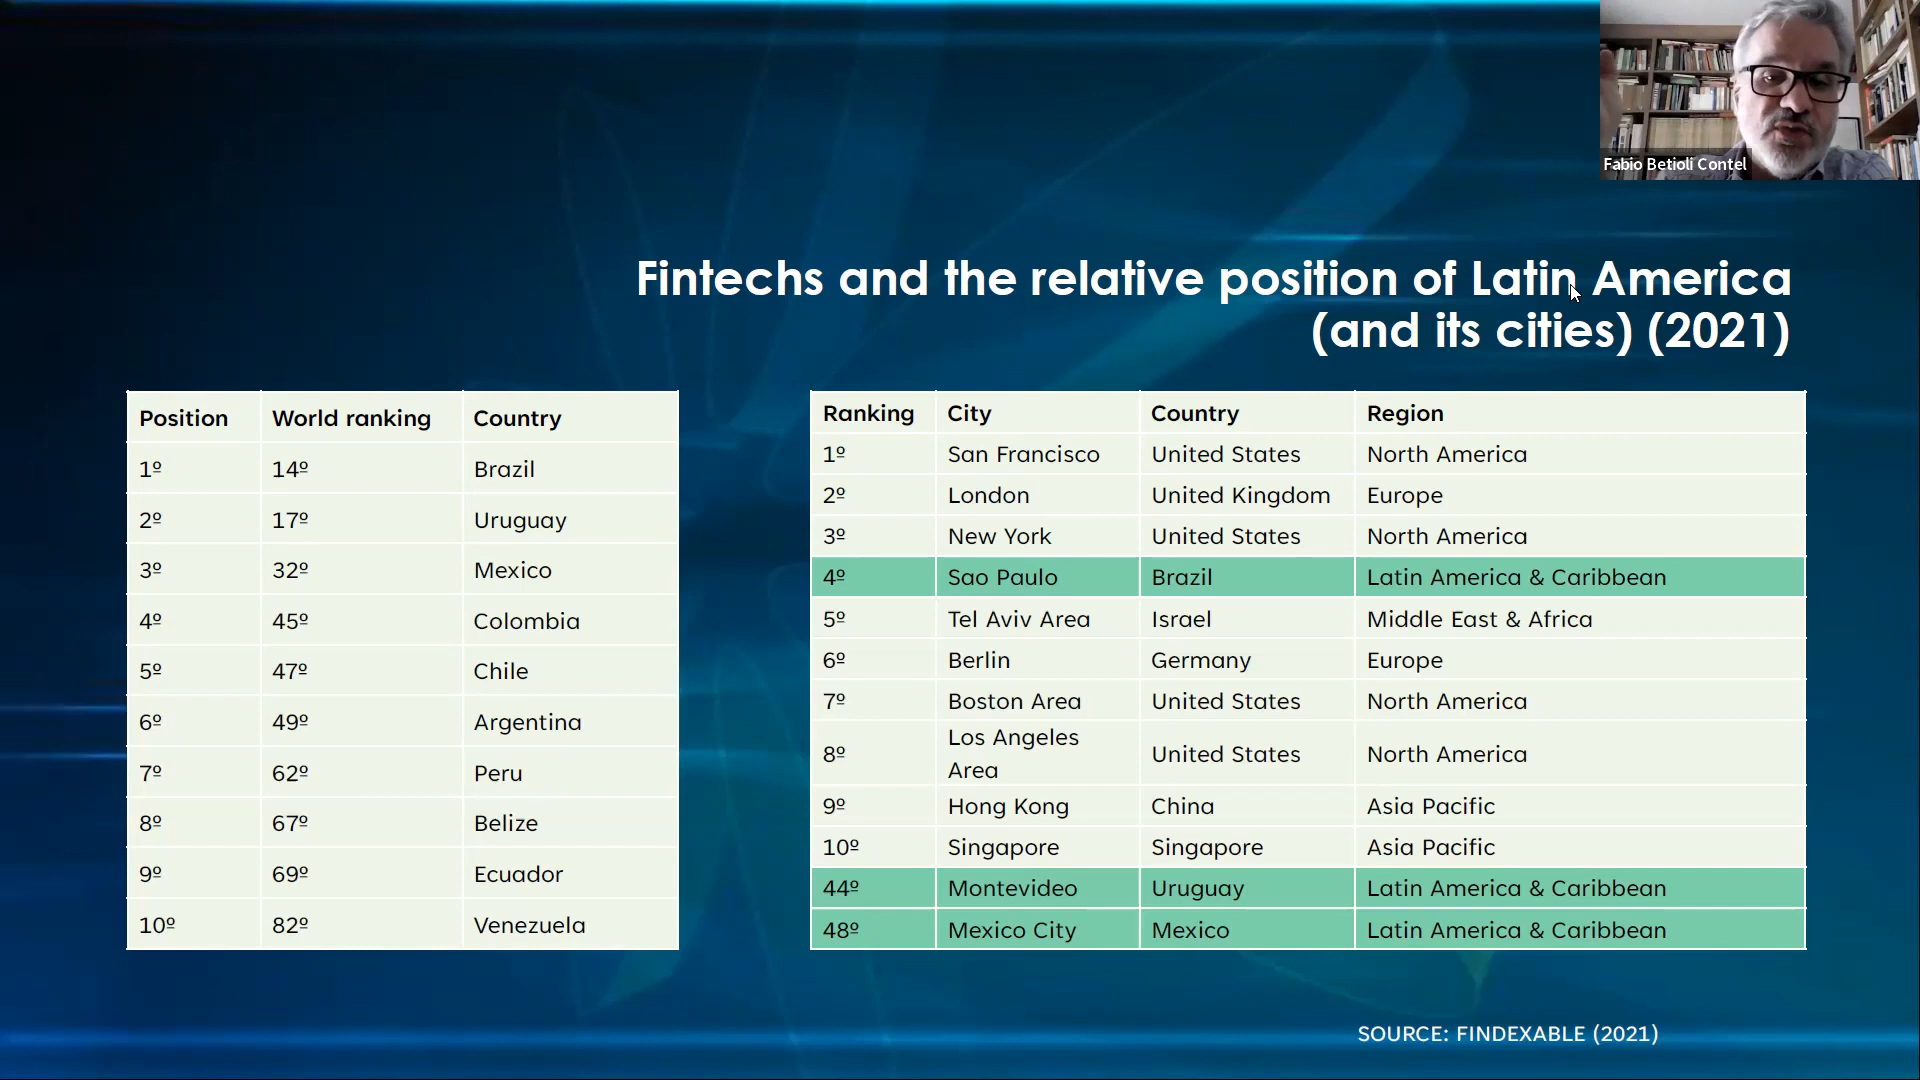 Fabio Betioli Contel
Fintechs and the relative position of Latin America
(and its cities) (2021)
Position World ranking Country
1º 14º Brazil
2º 17º Uruguay
3º 32º Mexico
4º 45º Colombia
5º 47º Chile
6º 49º Argentina
7º 62º Peru
8º 67º Belize
9º 69º Ecuador
10º 82º Venezuela
Ranking City Country Region
1º San Francisco United States North America
2º London United Kingdom Europe
3º New York United States North America
4º Sao Paulo Brazil Latin America & Caribbean
5º Tel Aviv Area Israel Middle East & Africa
6º Berlin Germany Europe
7º Boston Area United States North America
8º Los Angeles
Area United States North America
9º Hong Kong China Asia Pacific
10º Singapore Singapore Asia Pacific
44º Montevideo Uruguay Latin America & Caribbean
48º Mexico City Mexico Latin America & Caribbean
SOURCE: FINDEXABLE (2021)